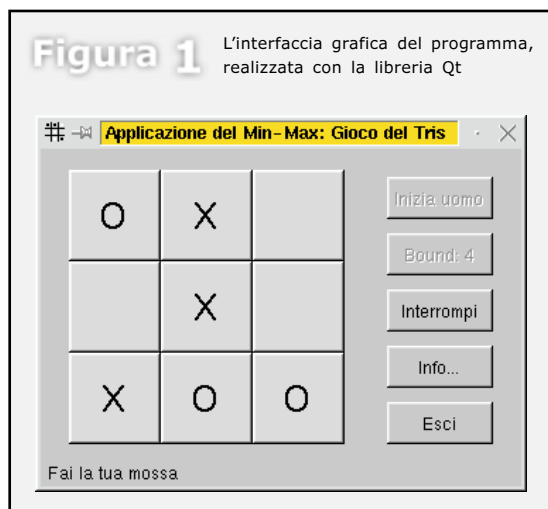 Figura 1
L'interfaccia grafica del programma,
realizzata con la libreria Qt
Applicazione del Min-Max: Gioco del Tris
O X
X
X O O
Inizia uomo
Bound: 4
Interrompi
Info...
Esci
Fai la tua mossa